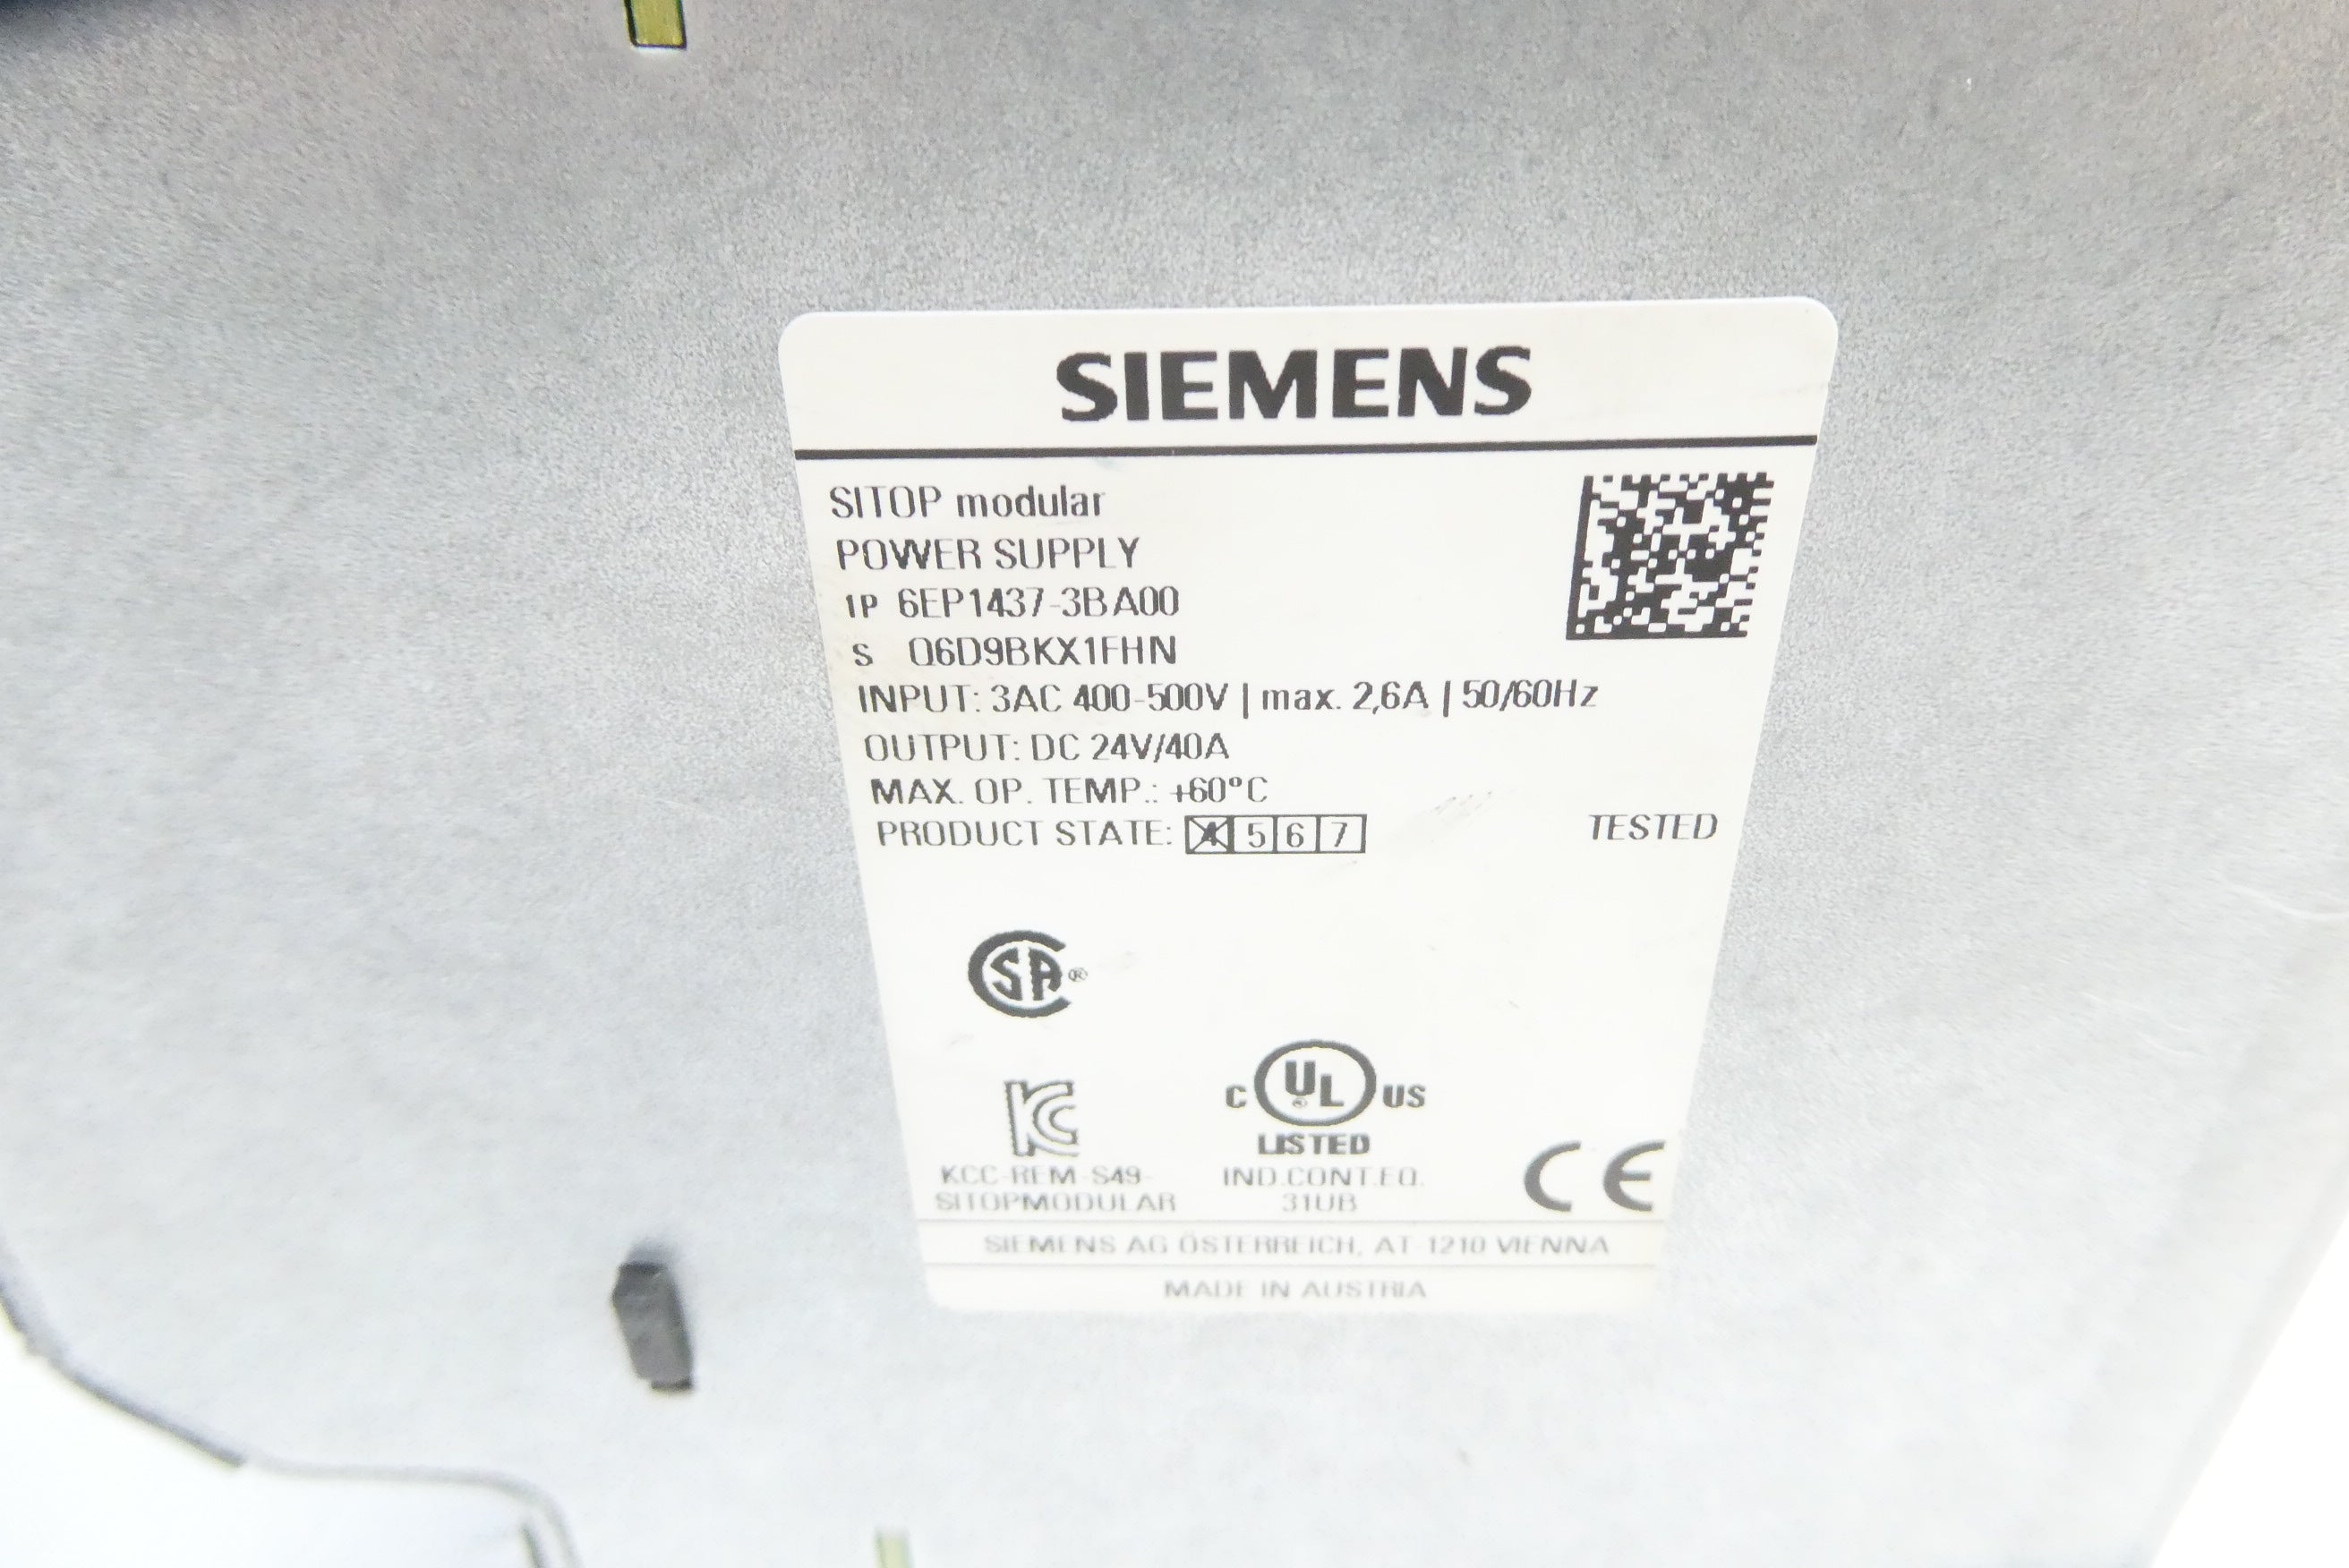 SIEMENS
SITOP modular
POWER SUPPLY
1P 6EP1437-3BA00
S Q6D9BKX1FHN
INPUT: 3AC 400-500V | max. 2,6A | 50/60Hz
OUTPUT: DC 24V/40A
MAX. OP. TEMP.: +60°C
PRODUCT STATE: 4 5 6 7 TESTED
CSA®
C UL® US
LISTED
KCC-REM-S49-
SITOPMODULAR
IND.CONT.EQ.
31UB
CE
SIEMENS AG ÖSTERREICH, AT-1210 VIENNA
MADE IN AUSTRIA